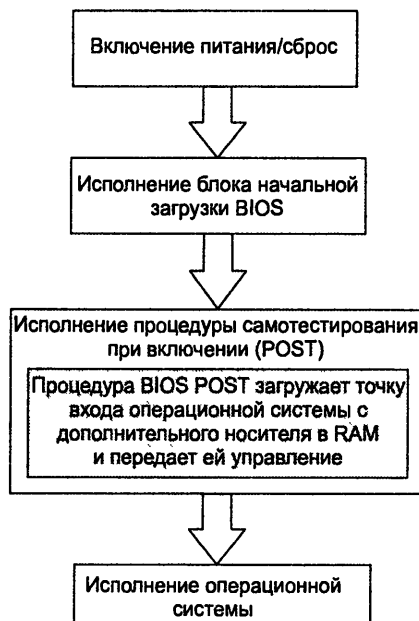 Включение питания/сброс
Исполнение блока начальной
загрузки BIOS
Исполнение процедуры самотестирования
при включении (POST)
Процедура BIOS POST загружает точку
входа операционной системы с
дополнительного носителя в RAM
и передает ей управление
Исполнение операционной
системы